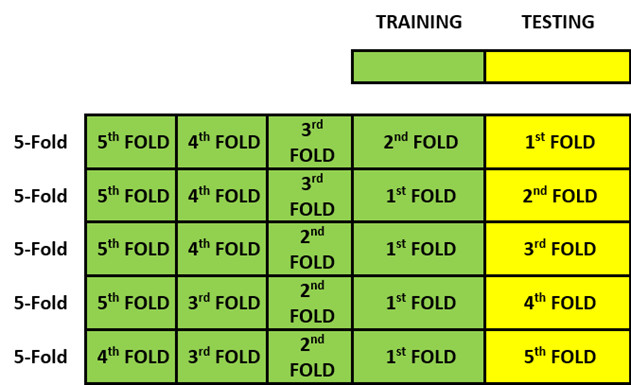 TRAINING TESTING
5-Fold 5th FOLD 4th FOLD 3rd FOLD 2nd FOLD 1st FOLD
5-Fold 5th FOLD 4th FOLD 3rd FOLD 1st FOLD 2nd FOLD
5-Fold 5th FOLD 4th FOLD 2nd FOLD 1st FOLD 3rd FOLD
5-Fold 5th FOLD 3rd FOLD 2nd FOLD 1st FOLD 4th FOLD
5-Fold 4th FOLD 3rd FOLD 2nd FOLD 1st FOLD 5th FOLD